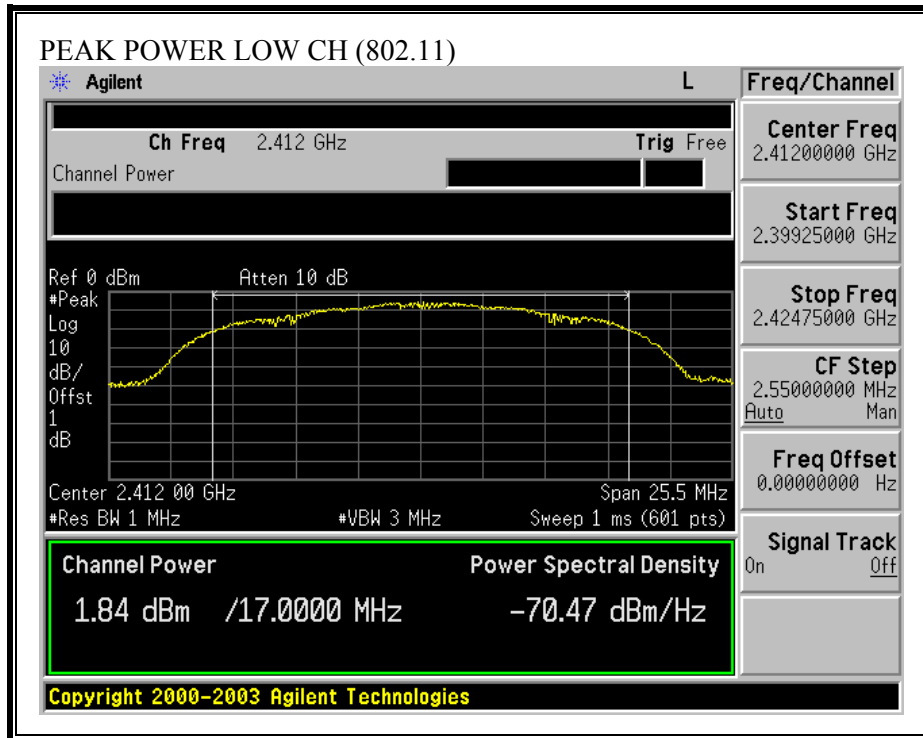 PEAK POWER LOW CH (802.11)
Agilent L
Ch Freq 2.412 GHz Trig Free
Channel Power
Ref 0 dBm Atten 10 dB
#Peak
Log
10
dB/
Offst
1
dB
Center 2.412 00 GHz Span 25.5 MHz
#Res BW 1 MHz #VBW 3 MHz Sweep 1 ms (601 pts)
Channel Power Power Spectral Density
1.84 dBm /17.0000 MHz -70.47 dBm/Hz
Copyright 2000-2003 Agilent Technologies
Freq/Channel
Center Freq
2.41200000 GHz
Start Freq
2.39925000 GHz
Stop Freq
2.42475000 GHz
CF Step
2.55000000 MHz
Auto Man
Freq Offset
0.00000000 Hz
Signal Track
On Off